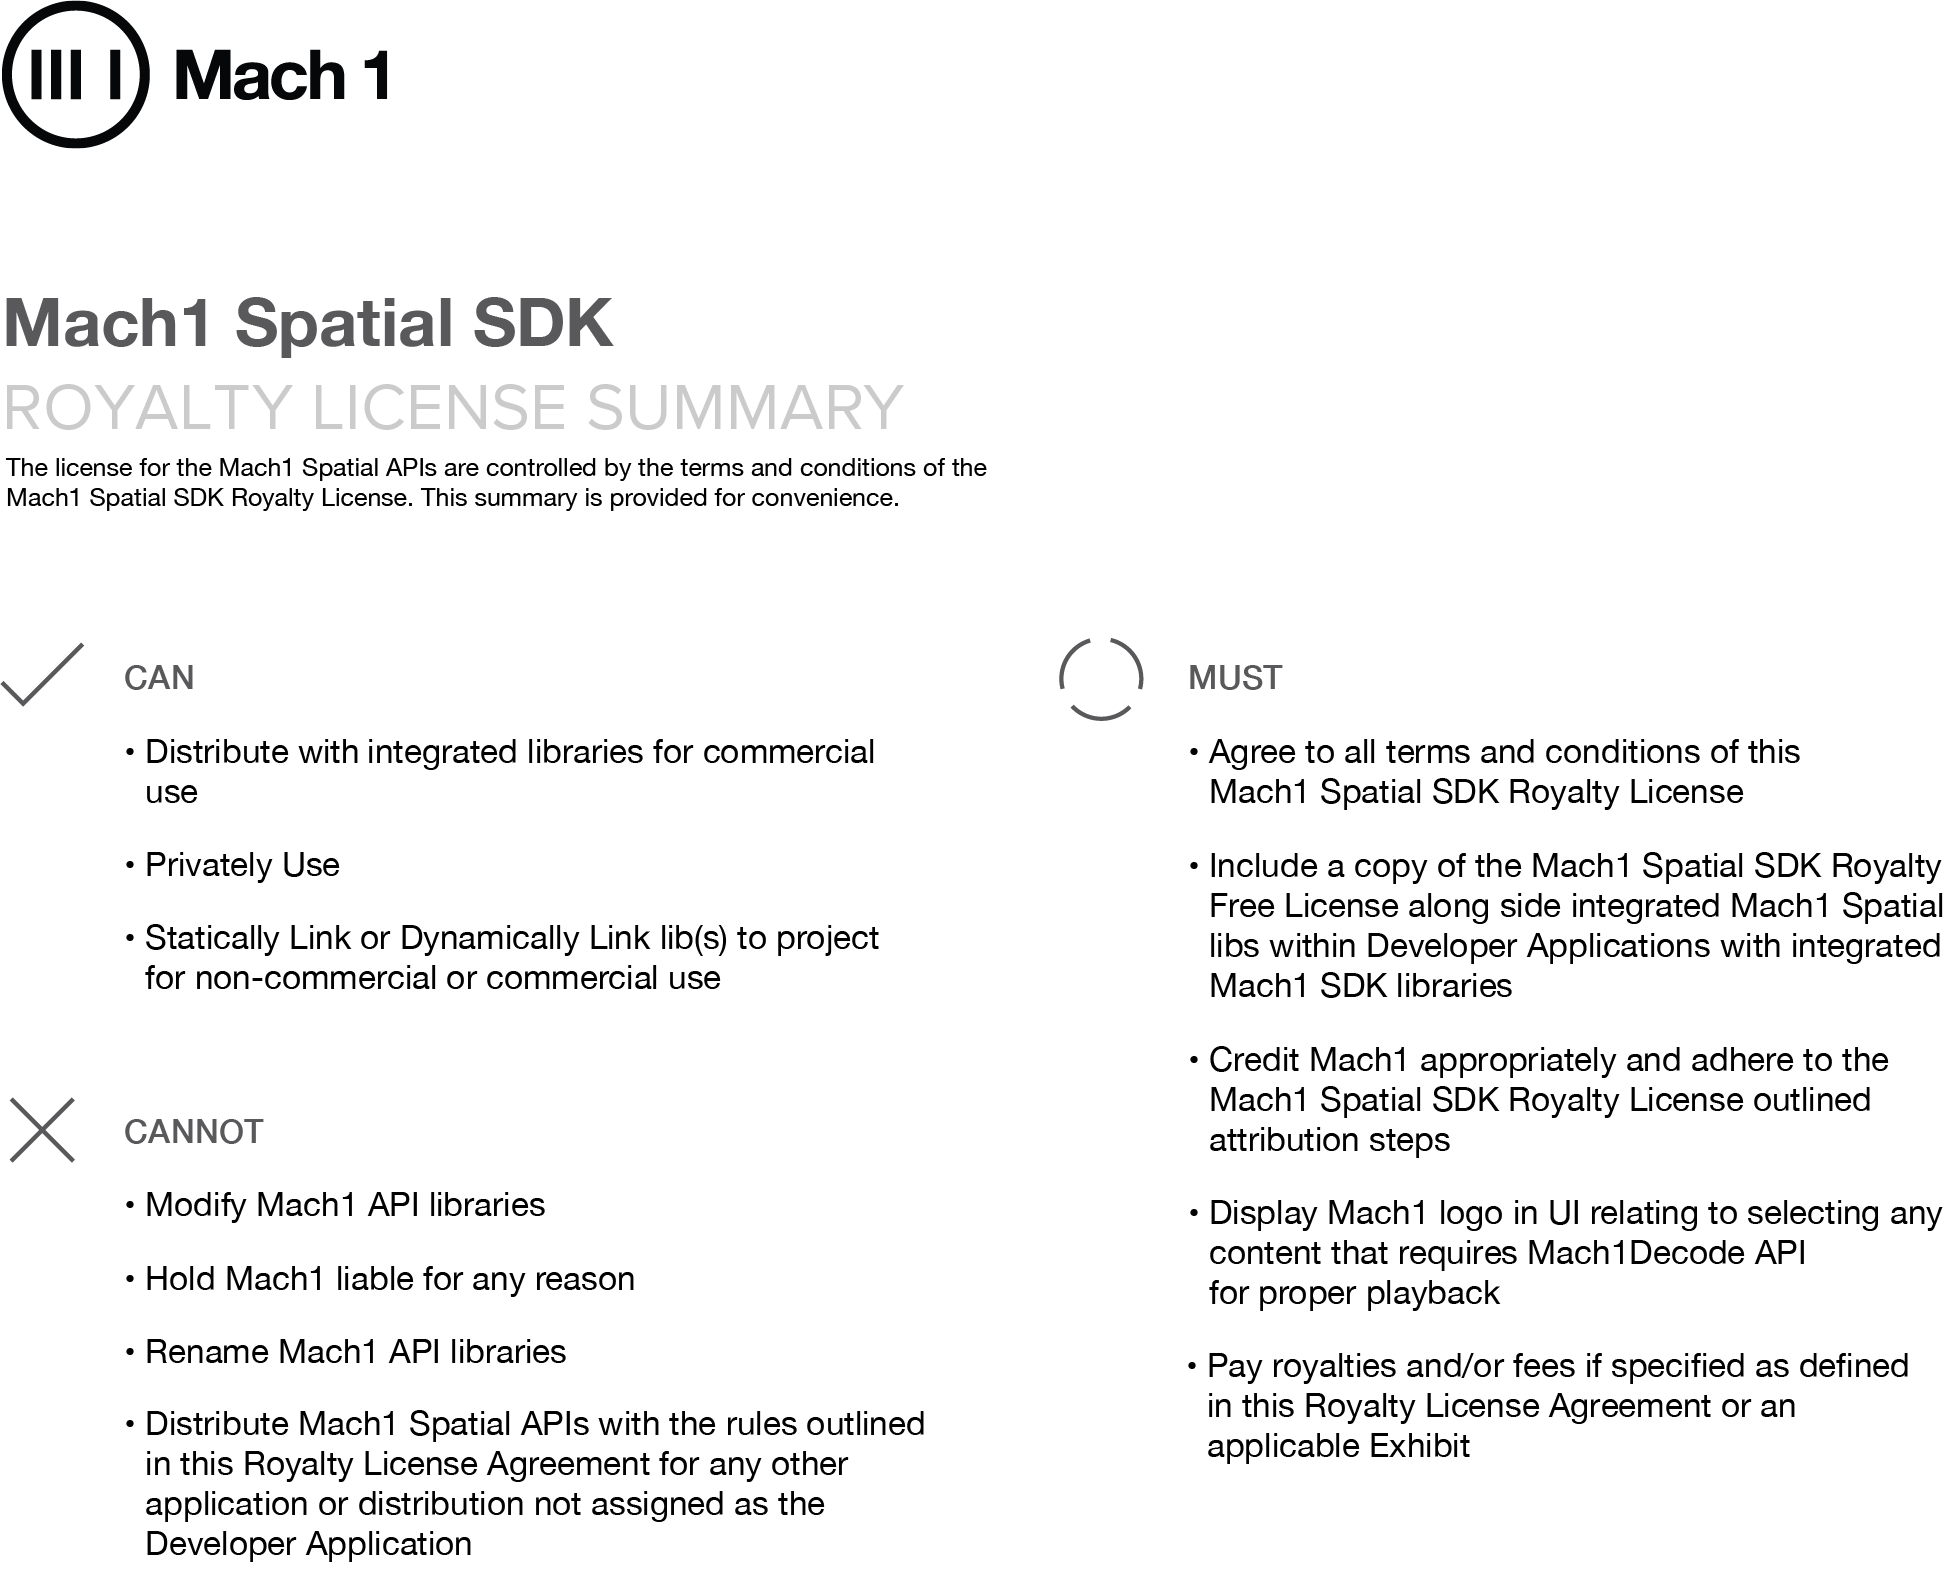 Mach 1
Mach1 Spatial SDK
ROYALTY LICENSE SUMMARY
The license for the Mach1 Spatial APIs are controlled by the terms and conditions of the
Mach1 Spatial SDK Royalty License. This summary is provided for convenience.
CAN
• Distribute with integrated libraries for commercial
use
• Privately Use
• Statically Link or Dynamically Link lib(s) to project
for non-commercial or commercial use
CANNOT
• Modify Mach1 API libraries
• Hold Mach1 liable for any reason
• Rename Mach1 API libraries
• Distribute Mach1 Spatial APIs with the rules outlined
in this Royalty License Agreement for any other
application or distribution not assigned as the
Developer Application
MUST
• Agree to all terms and conditions of this
Mach1 Spatial SDK Royalty License
• Include a copy of the Mach1 Spatial SDK Royalty
Free License along side integrated Mach1 Spatial
libs within Developer Applications with integrated
Mach1 SDK libraries
• Credit Mach1 appropriately and adhere to the
Mach1 Spatial SDK Royalty License outlined
attribution steps
• Display Mach1 logo in UI relating to selecting any
content that requires Mach1Decode API
for proper playback
• Pay royalties and/or fees if specified as defined
in this Royalty License Agreement or an
applicable Exhibit